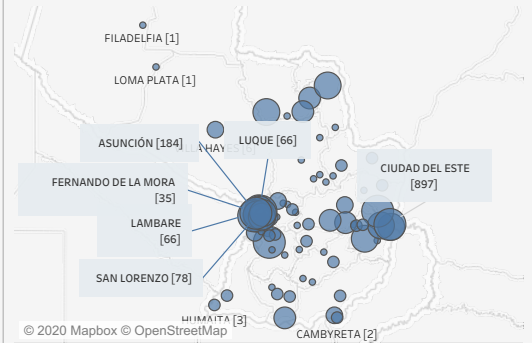 FILADELFIA [1]
LOMA PLATA [1]
ASUNCIÓN [184]
LUQUE [66]
CIUDAD DEL ESTE
[897]
FERNANDO DE LA MORA
[35]
LAMBARE
[66]
SAN LORENZO [78]
HUMAITA [3]
CAMBYRETA [2]
© 2020 Mapbox © OpenStreetMap